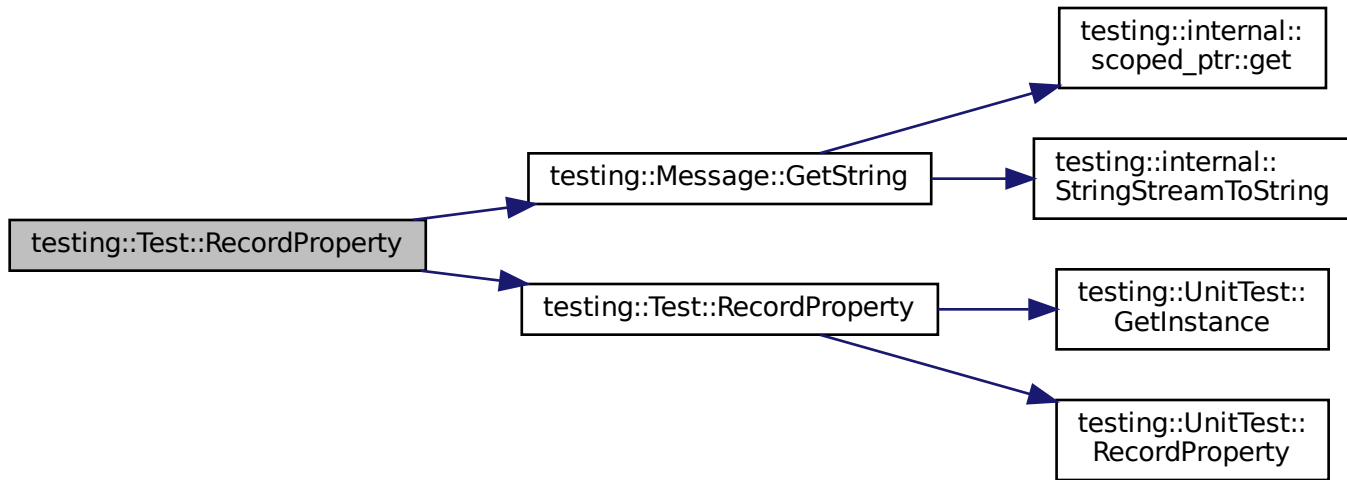 testing::internal::
scoped_ptr::get
testing::Message::GetString
testing::internal::
StringStreamToString
testing::Test::RecordProperty
testing::Test::RecordProperty
testing::UnitTest::
GetInstance
testing::UnitTest::
RecordProperty